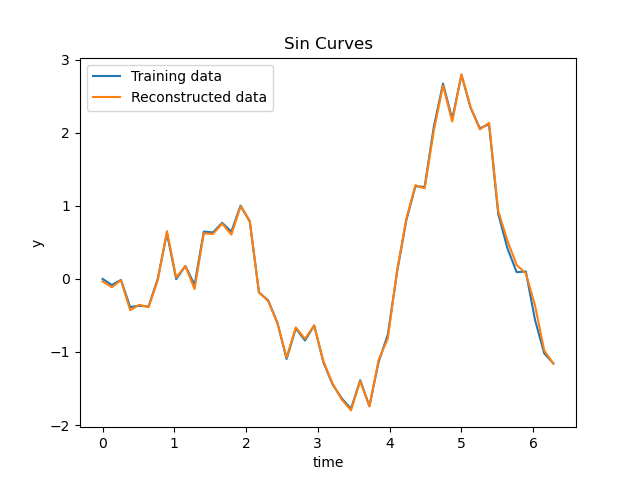 Sin Curves
Training data
Reconstructed data
3
2
1
0
−1
−2
y
0 1 2 3 4 5 6
time